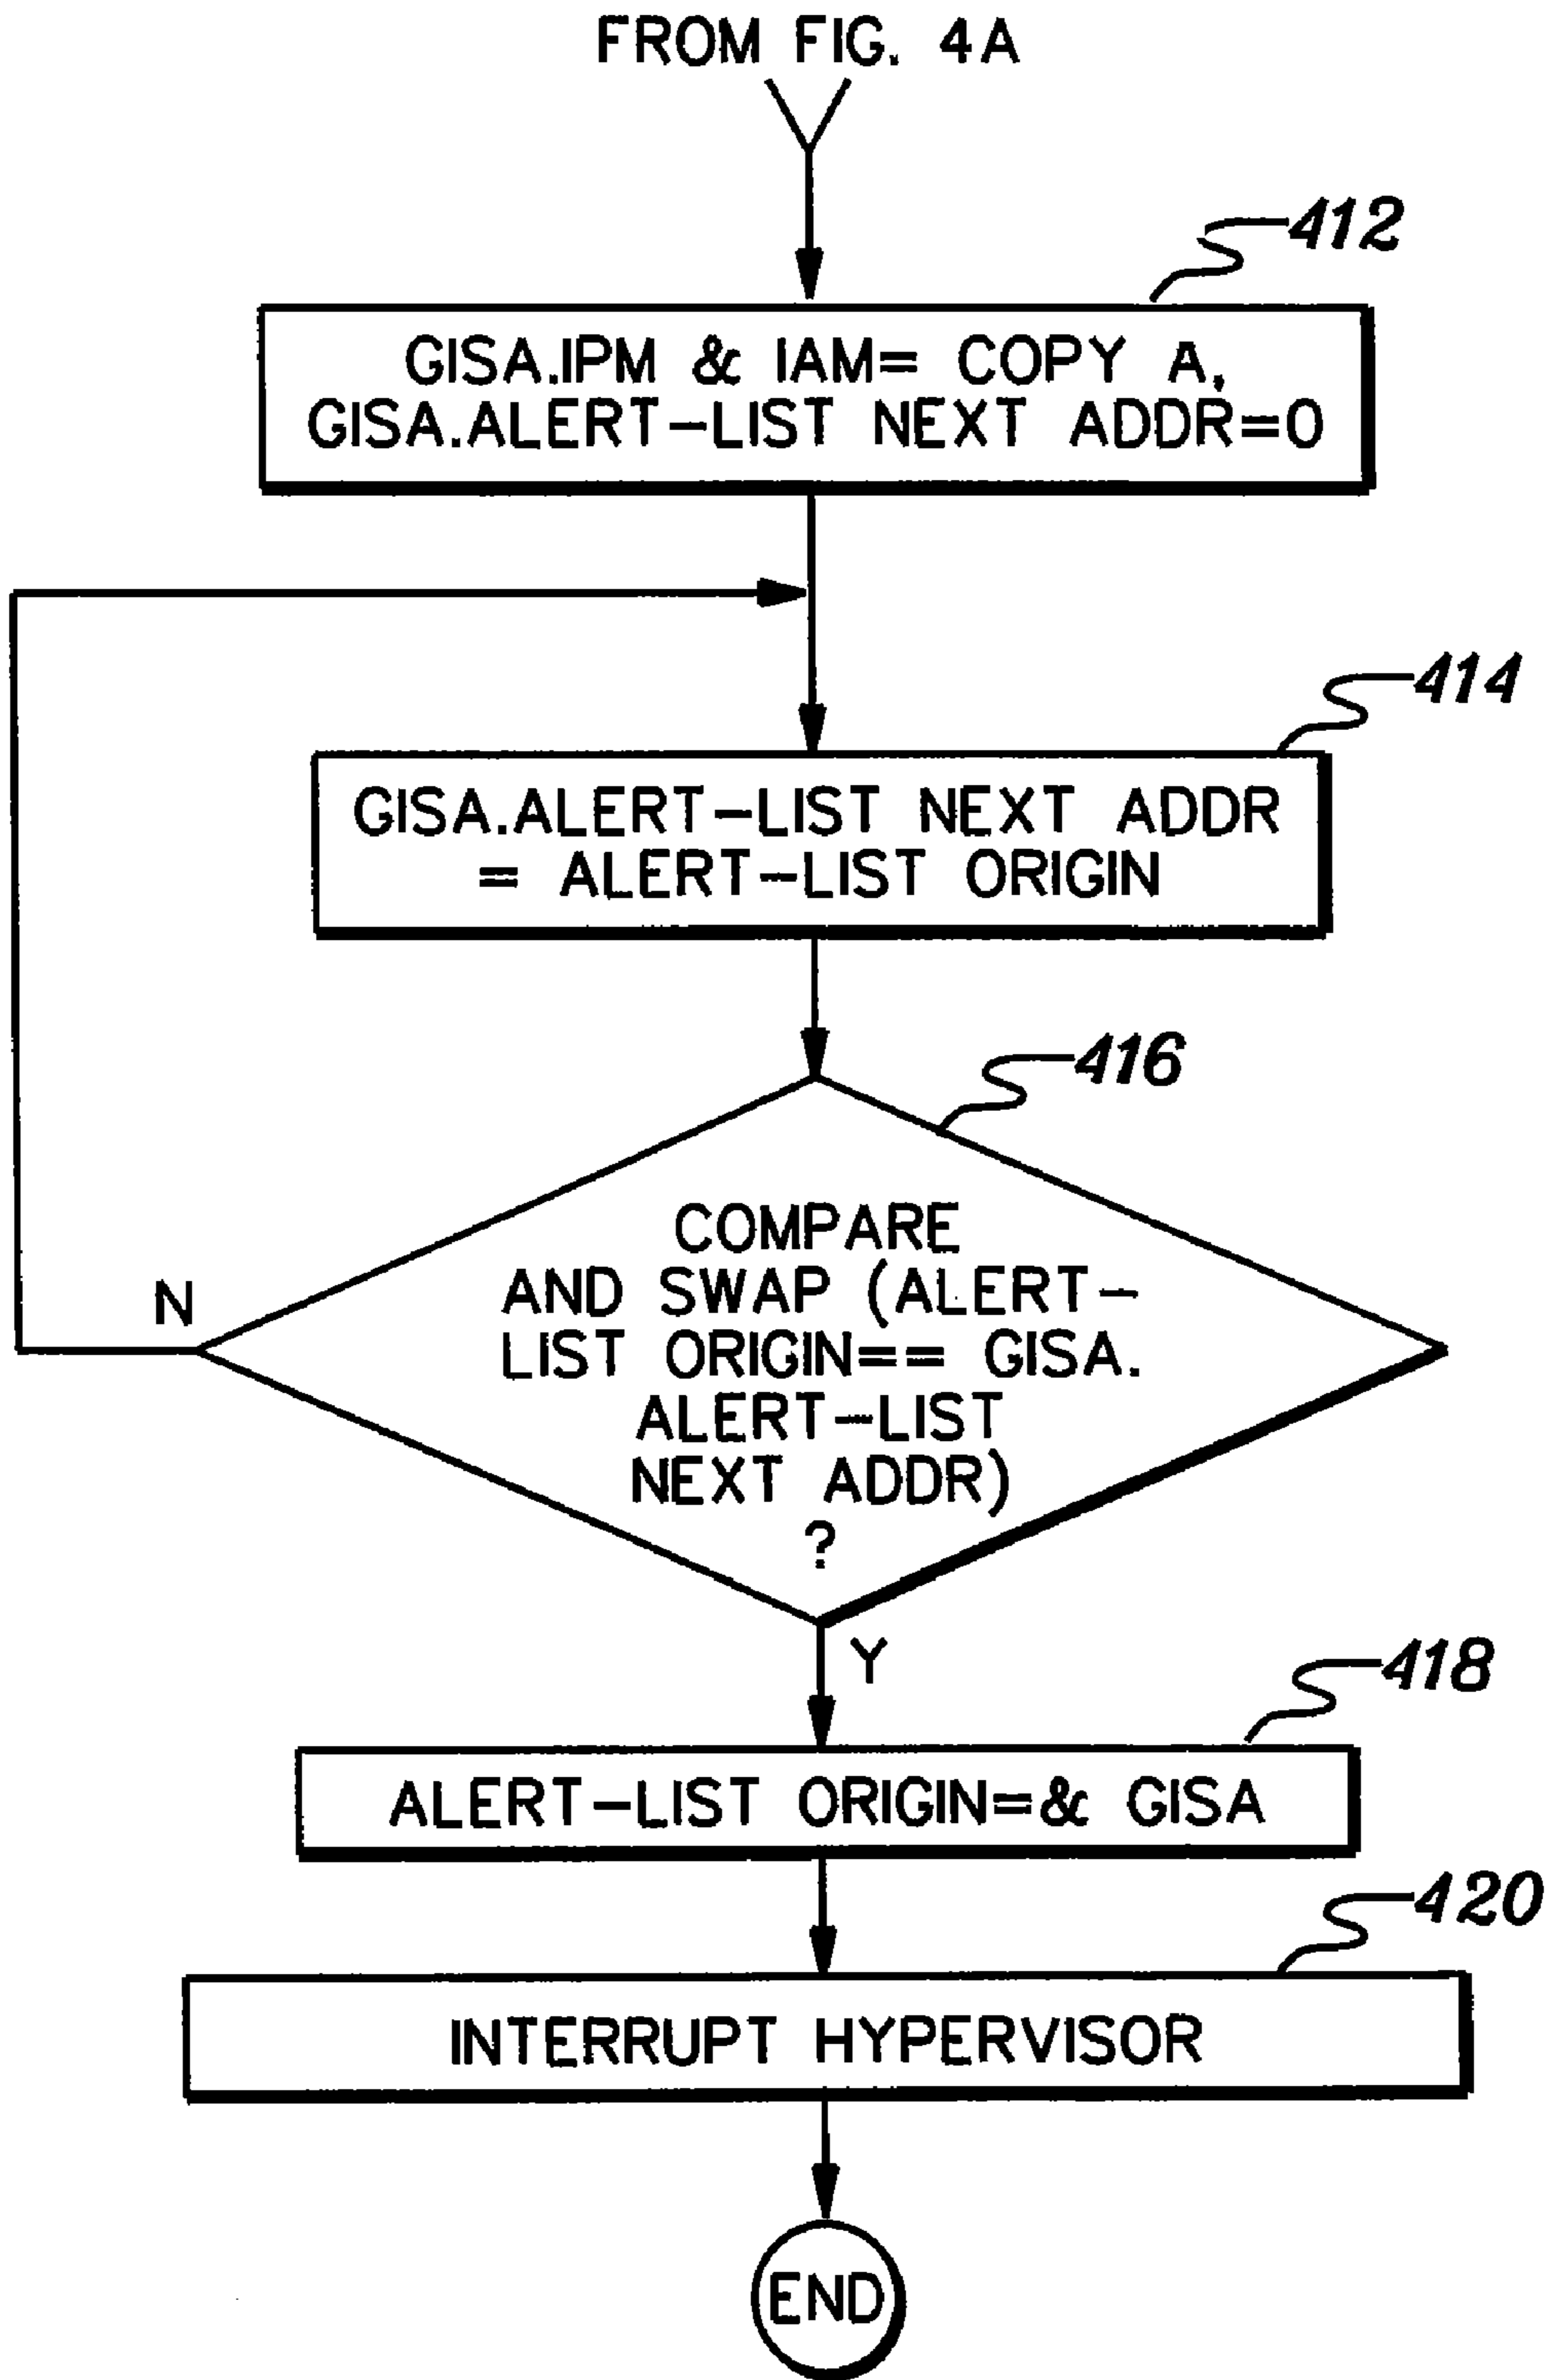 FROM FIG. 4A
412
GISA.IPM & IAM= COPY A,
GISA.ALERT-LIST NEXT ADDR=0
414
GISA.ALERT-LIST NEXT ADDR
= ALERT-LIST ORIGIN
416
COMPARE
AND SWAP (ALERT-
LIST ORIGIN== GISA.
ALERT-LIST
NEXT ADDR)
?
N
Y
418
ALERT-LIST ORIGIN=& GISA
420
INTERRUPT HYPERVISOR
END